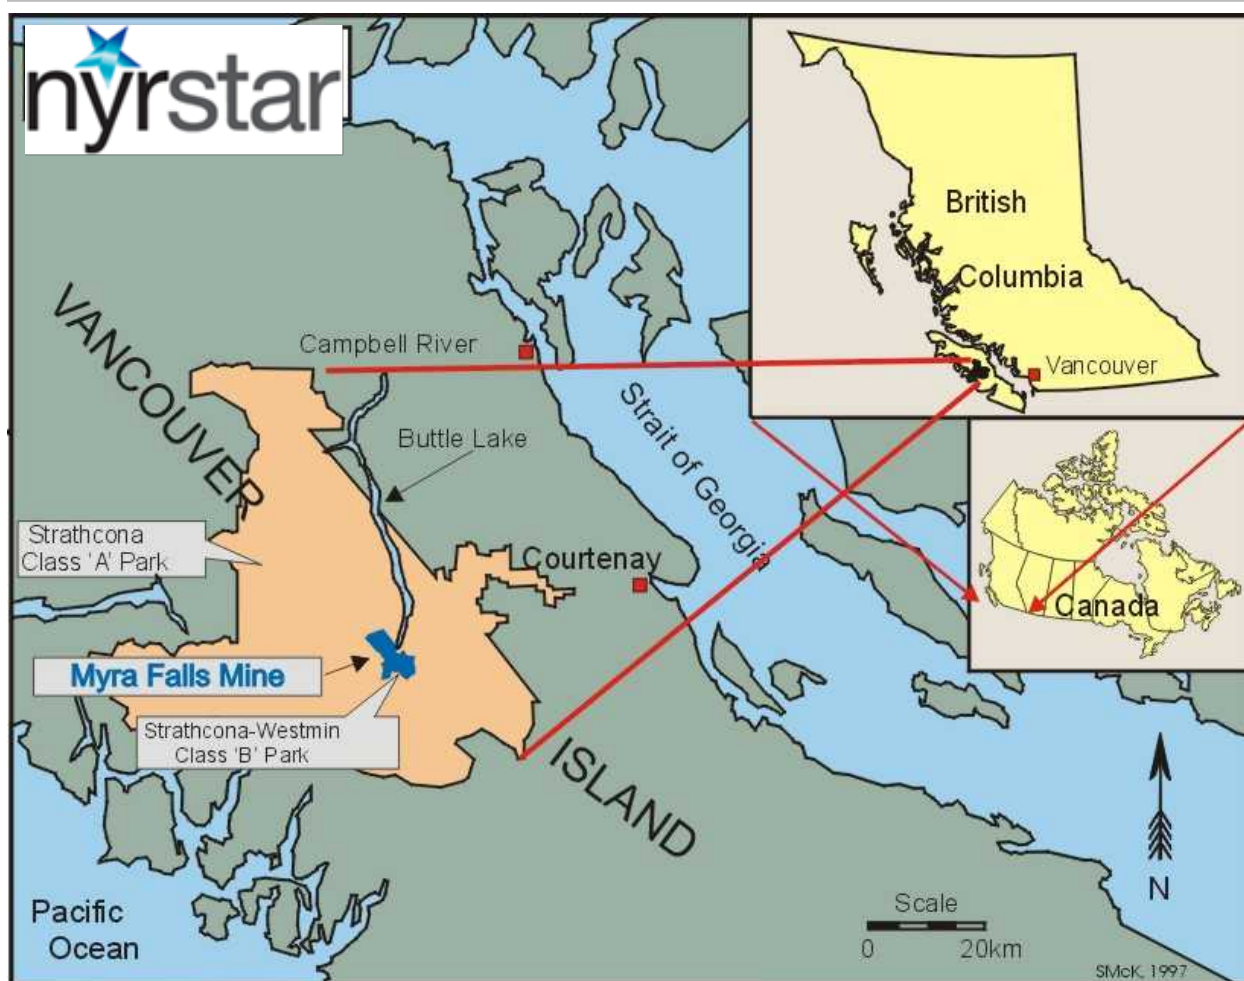 nyrstar
British
Columbia
Vancouver
VANCOUVER
Campbell River
Buttle Lake
Strait of Georgia
Strathcona
Class 'A' Park
Courtenay
Canada
Myra Falls Mine
Strathcona-Westmin
Class 'B' Park
ISLAND
Pacific
Ocean
Scale
0 20km
N
SMcK, 1997